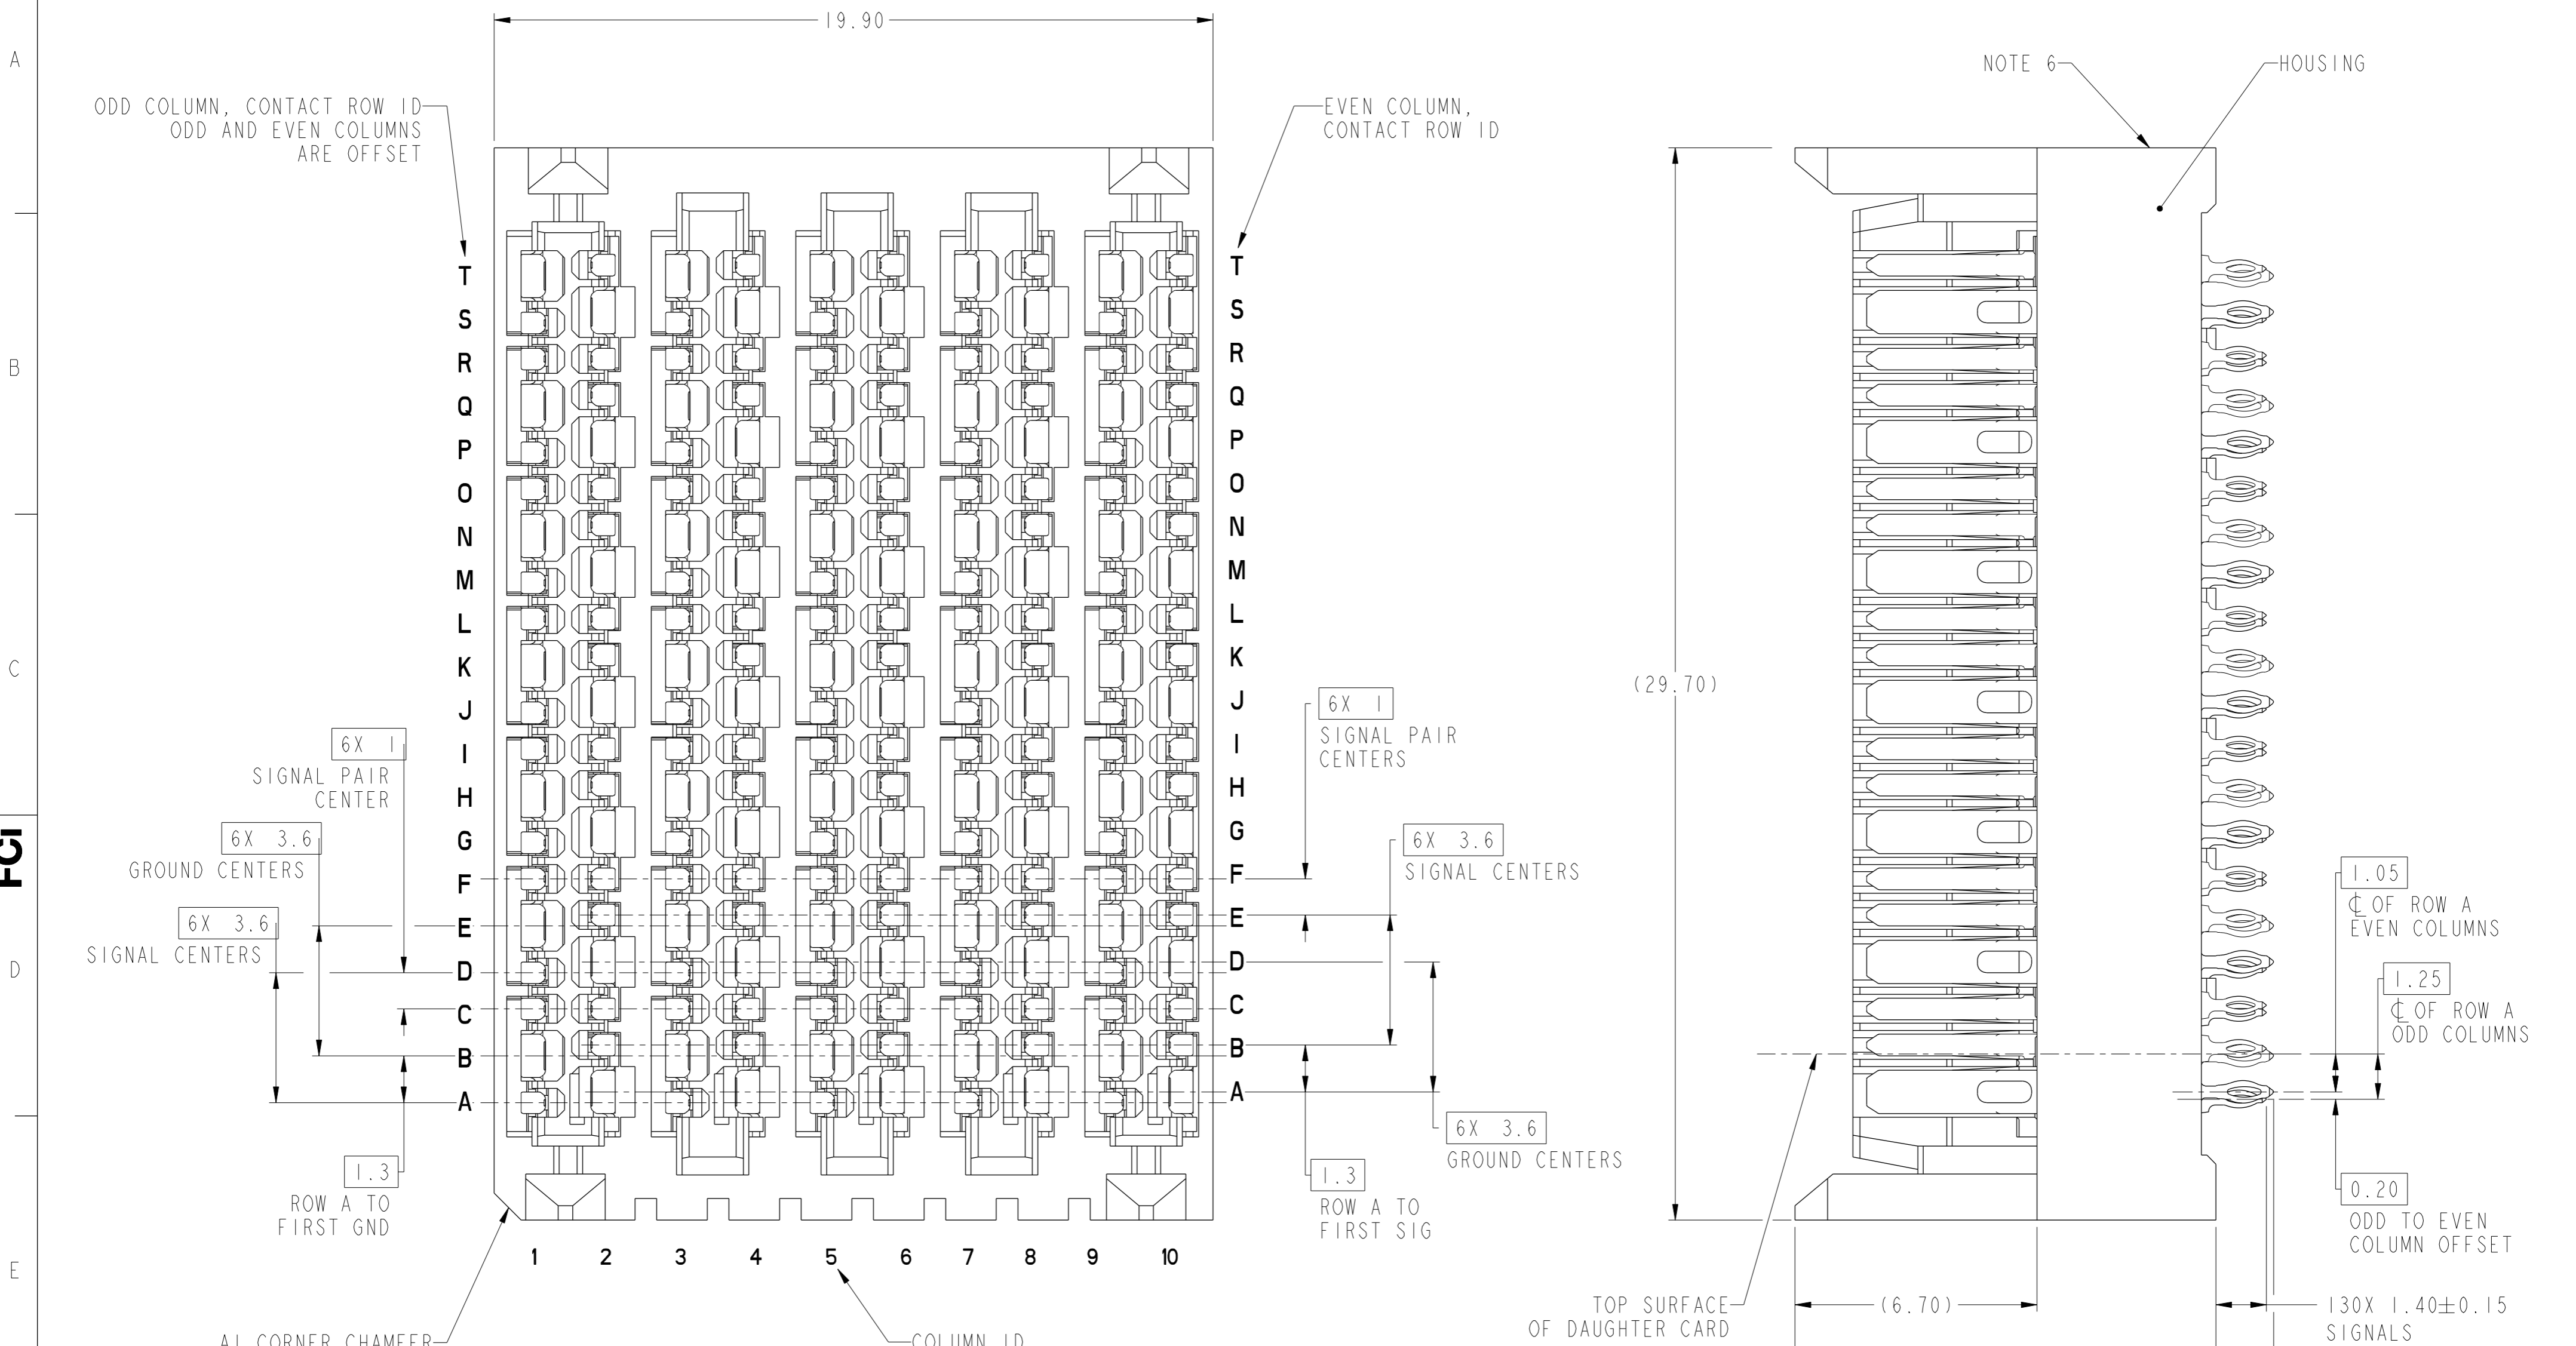 19.90
A
NOTE 6
HOUSING
ODD COLUMN, CONTACT ROW ID
ODD AND EVEN COLUMNS
ARE OFFSET
EVEN COLUMN,
CONTACT ROW ID
T
S
R
Q
P
O
N
M
L
K
J
I
H
G
F
E
D
C
B
A
T
S
R
Q
P
O
N
M
L
K
J
I
H
G
F
E
D
C
B
A
B
C
FCI
D
E
6X 1
SIGNAL PAIR
CENTER
6X 3.6
GROUND CENTERS
6X 3.6
SIGNAL CENTERS
1.3
ROW A TO
FIRST GND
6X 1
SIGNAL PAIR
CENTERS
6X 3.6
SIGNAL CENTERS
6X 3.6
GROUND CENTERS
1.3
ROW A TO
FIRST SIG
1 2 3 4 5 6 7 8 9 10
A1 CORNER CHAMFER
COLUMN ID
(29.70)
1.05
℄ OF ROW A
EVEN COLUMNS
1.25
℄ OF ROW A
ODD COLUMNS
0.20
ODD TO EVEN
COLUMN OFFSET
TOP SURFACE
OF DAUGHTER CARD
(6.70)
130X 1.40±0.15
SIGNALS